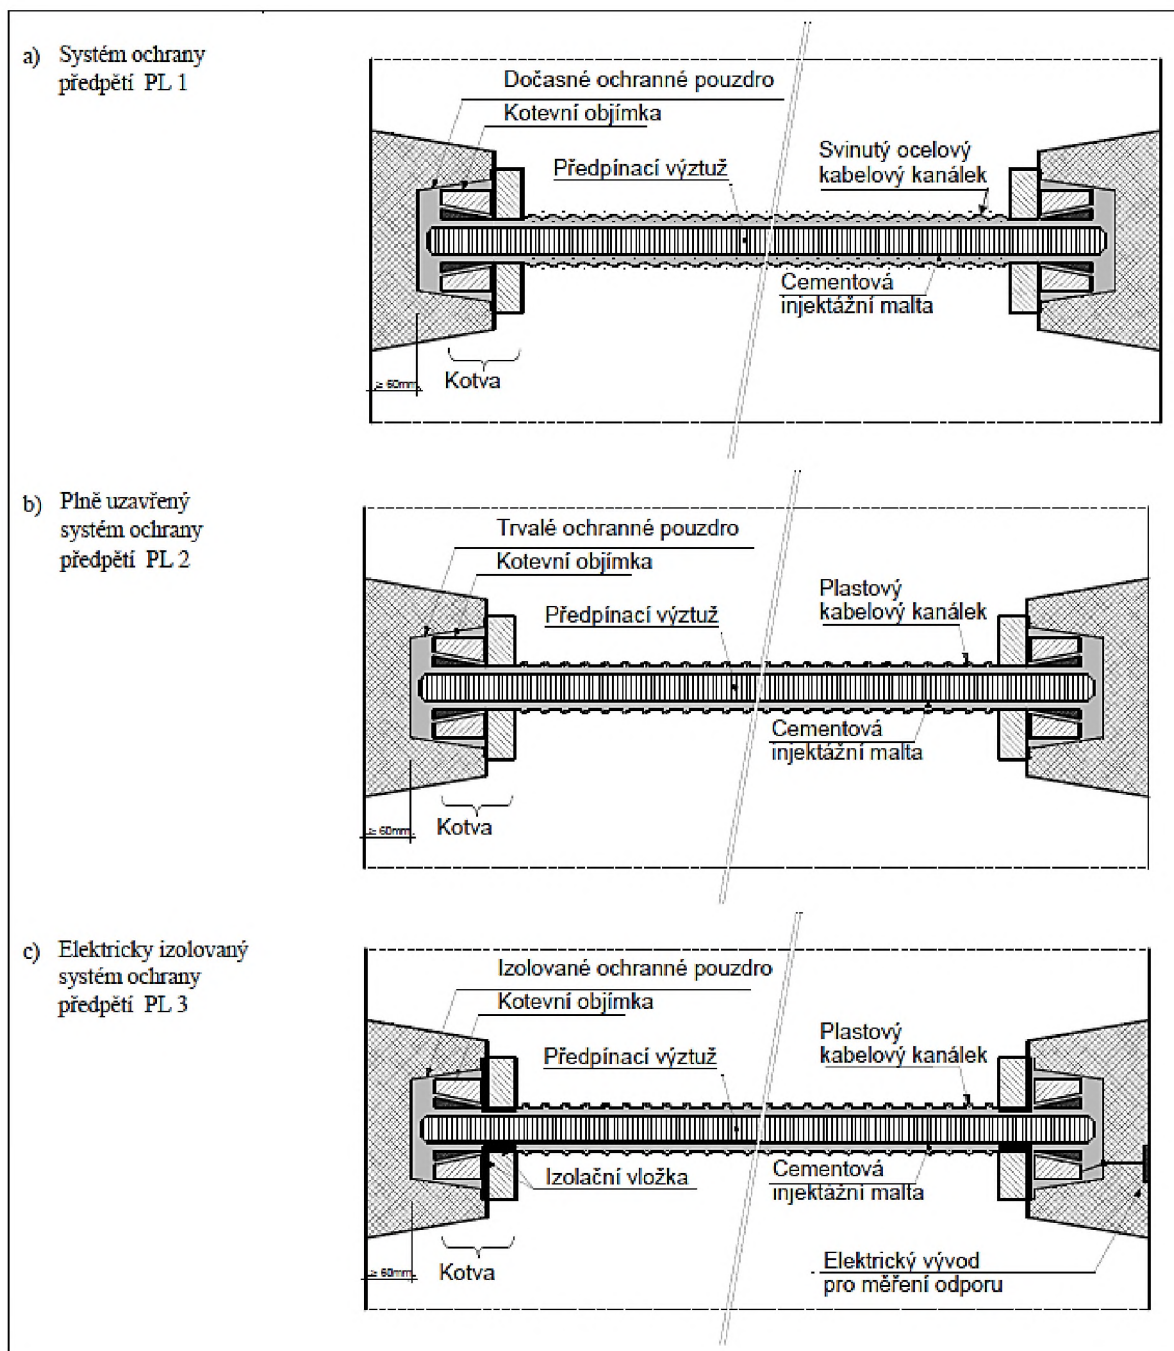 a) Systém ochrany
předpětí PL 1
Dočasné ochranné pouzdro
Kotevní objímka
Předpínací výztuž
Svinutý ocelový
kabelový kanálek
Cementová
injektážní malta
≥ 60mm
Kotva
b) Plně uzavřený
systém ochrany
předpětí PL 2
Trvalé ochranné pouzdro
Kotevní objímka
Předpínací výztuž
Plastový
kabelový kanálek
Cementová
injektážní malta
≥ 60mm
Kotva
c) Elektricky izolovaný
systém ochrany
předpětí PL 3
Izolované ochranné pouzdro
Kotevní objímka
Předpínací výztuž
Plastový
kabelový kanálek
Izolační vložka
Cementová
injektážní malta
≥ 60mm
Kotva
Elektrický vývod
pro měření odporu